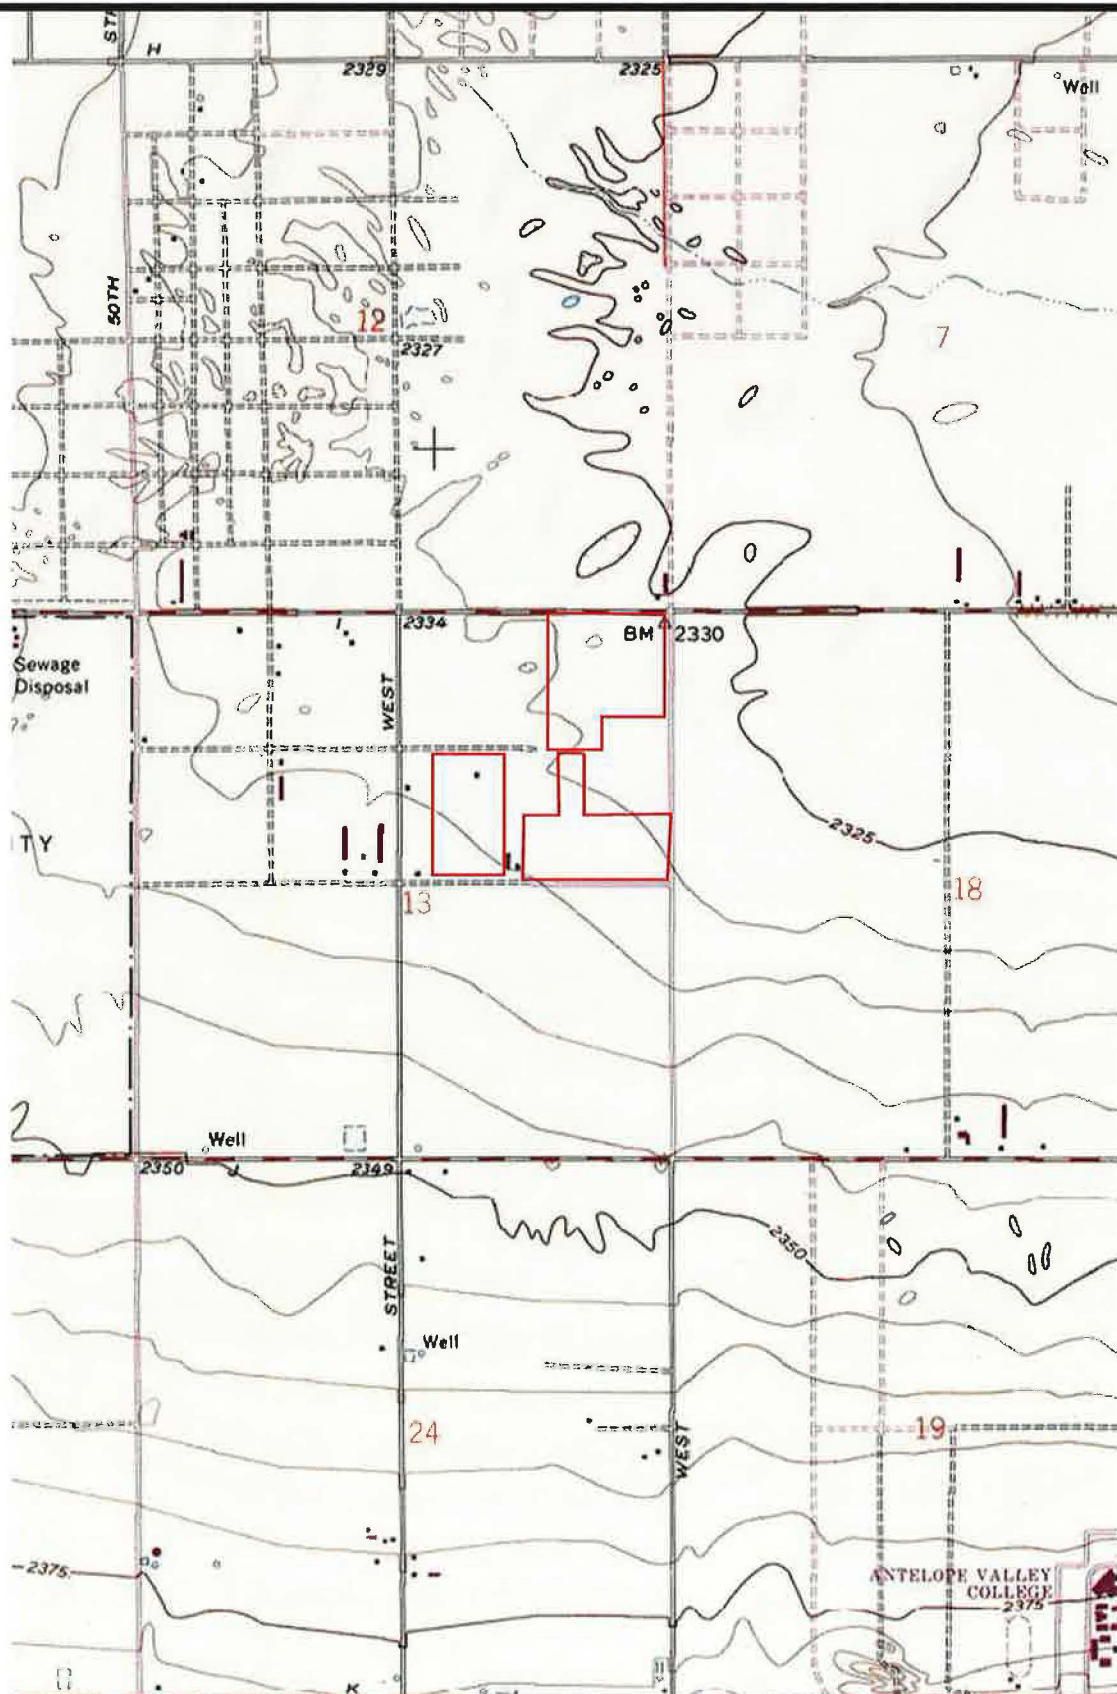 H
2329
2325
Well
50TH
12
2327
7
2334
BM 2330
Sewage
Disposal
WEST
TY
2325
13
18
Well
2350
J
2349
2350
STREET
Well
24
19
WEST
2375
ANTELOPE VALLEY
COLLEGE
2375
K